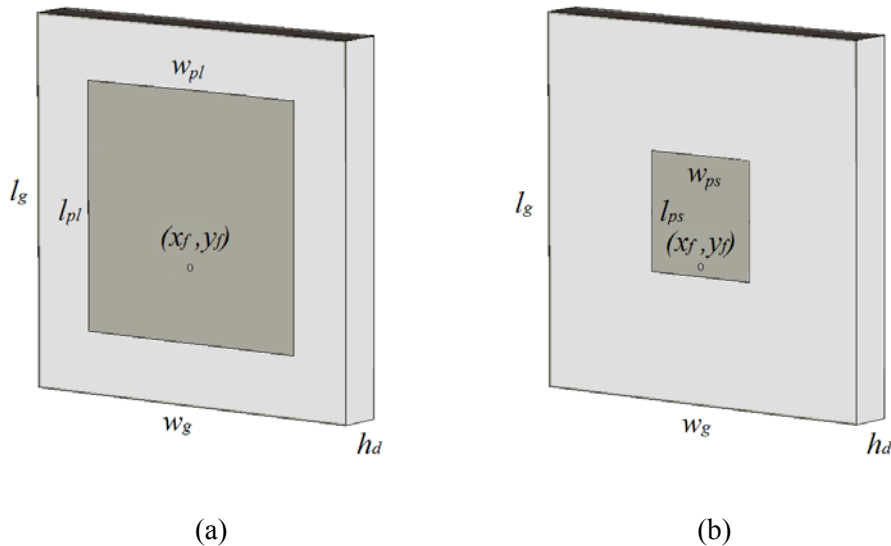 w_pl
l_g
l_pl
(x_f ,y_f)
w_g
h_d
(a)
w_ps
l_g
l_ps
(x_f ,y_f)
w_g
h_d
(b)